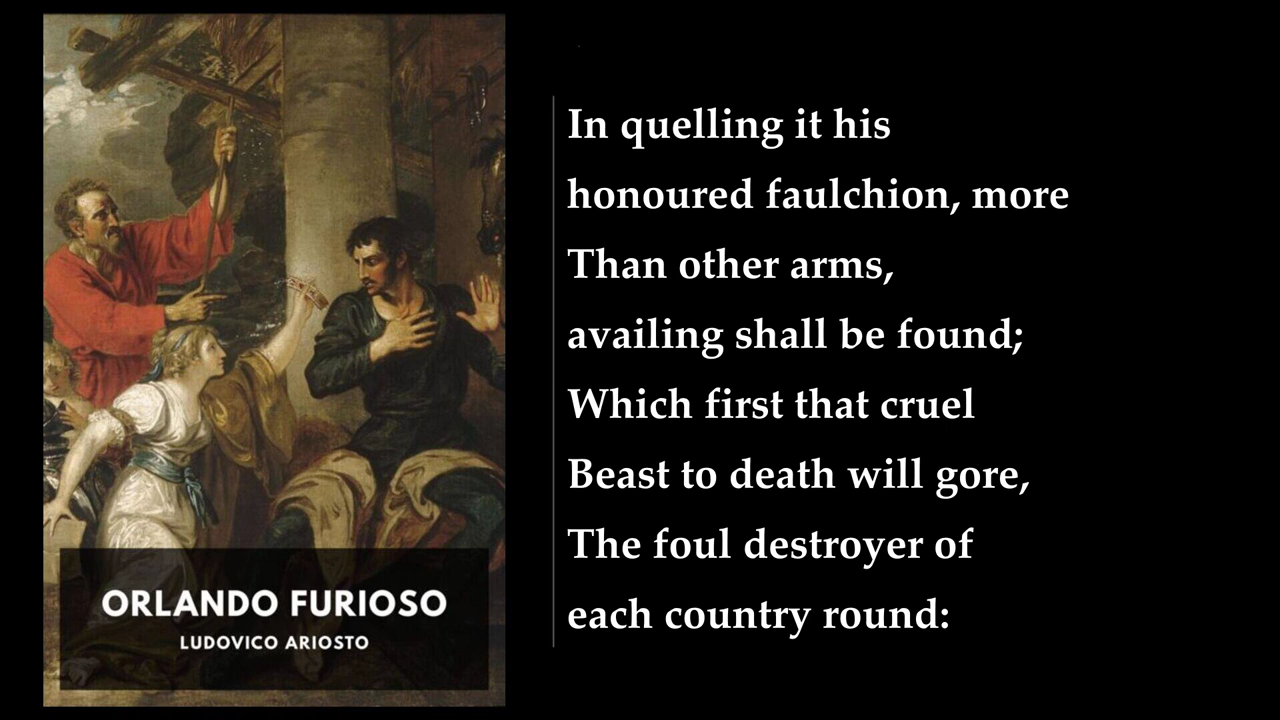 ORLANDO FURIOSO
LUDOVICO ARIOSTO
In quelling it his
honoured faulchion, more
Than other arms,
availing shall be found;
Which first that cruel
Beast to death will gore,
The foul destroyer of
each country round: